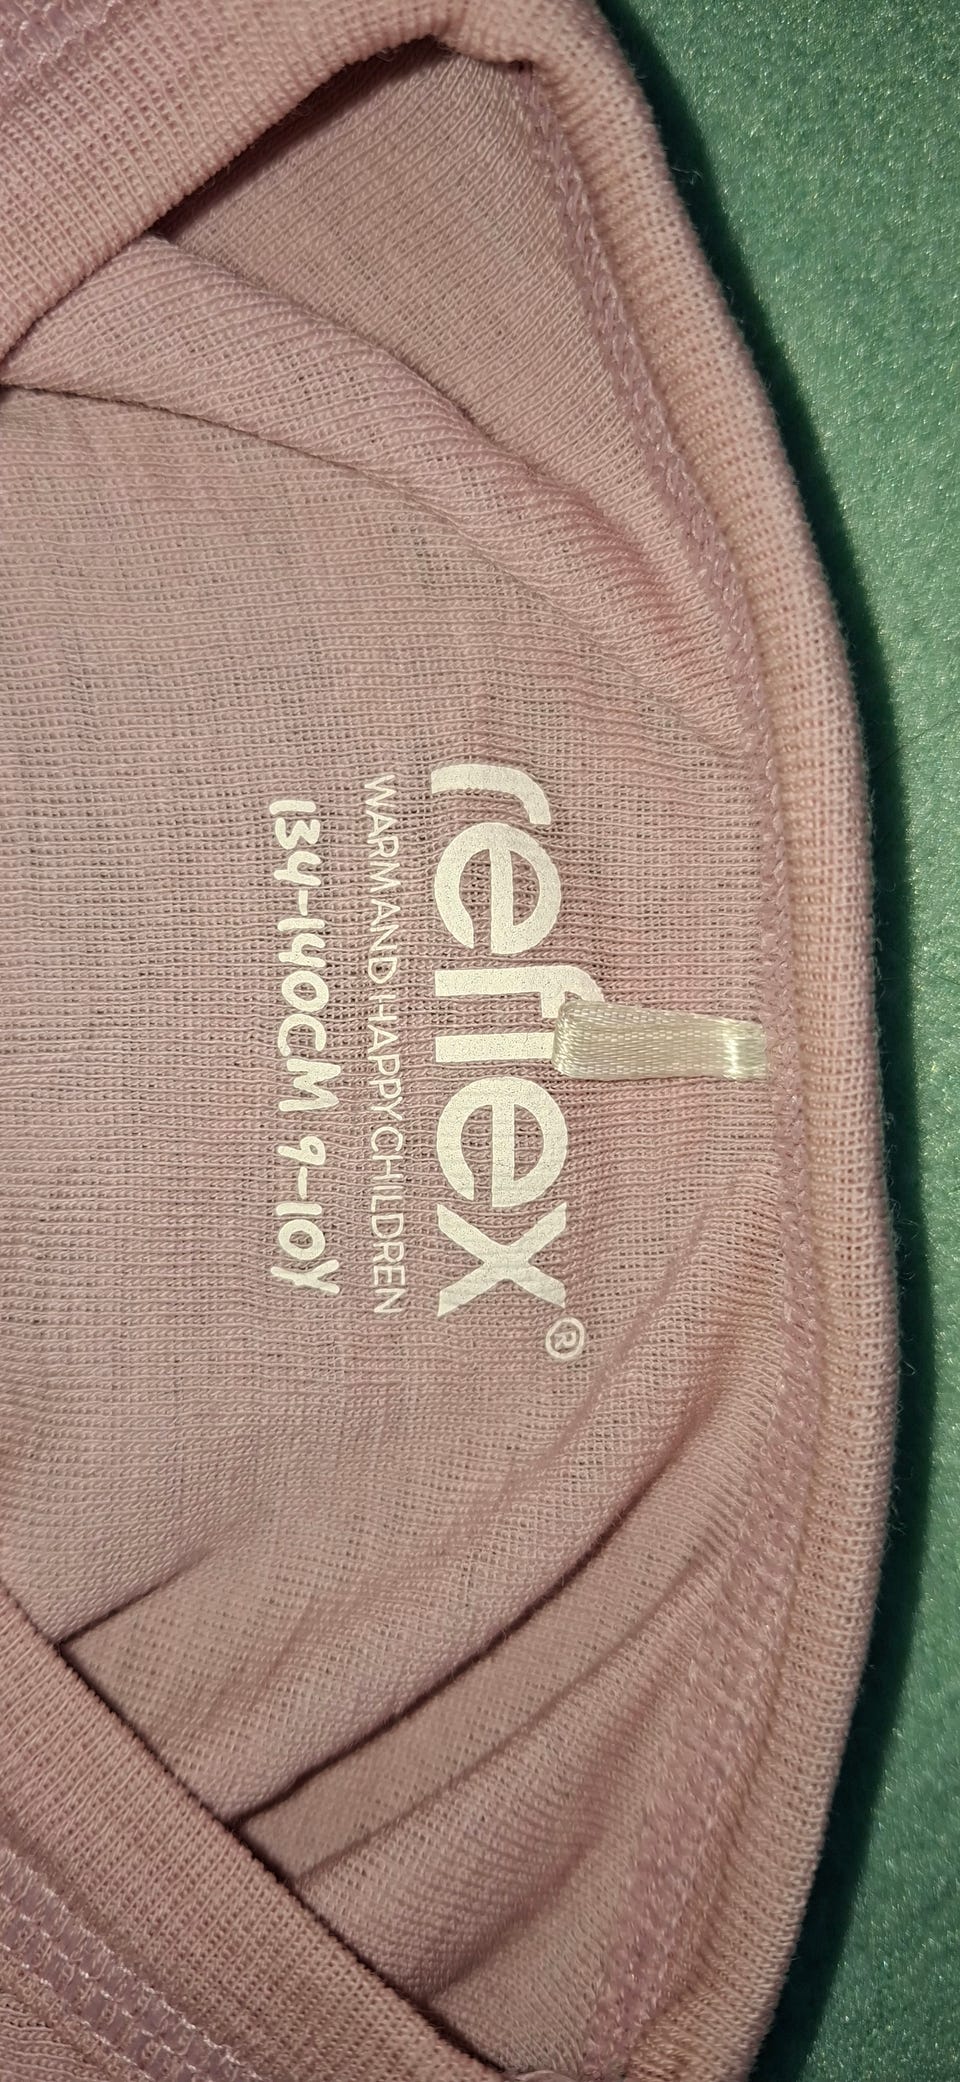 reflex®
WARM AND HAPPY CHILDREN
134-140CM 9-10Y